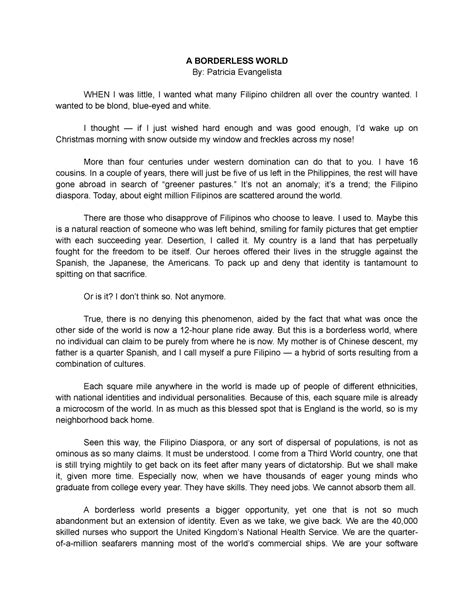 A BORDERLESS WORLD
By: Patricia Evangelista
WHEN I was little, I wanted what many Filipino children all over the country wanted. I
wanted to be blond, blue-eyed and white.
I thought — if I just wished hard enough and was good enough, I'd wake up on
Christmas morning with snow outside my window and freckles across my nose!
More than four centuries under western domination can do that to you. I have 16
cousins. In a couple of years, there will just be five of us left in the Philippines, the rest will have
gone abroad in search of “greener pastures.” It's not an anomaly; it's a trend; the Filipino
diaspora. Today, about eight million Filipinos are scattered around the world.
There are those who disapprove of Filipinos who choose to leave. I used to. Maybe this
is a natural reaction of someone who was left behind, smiling for family pictures that get emptier
with each succeeding year. Desertion, I called it. My country is a land that has perpetually
fought for the freedom to be itself. Our heroes offered their lives in the struggle against the
Spanish, the Japanese, the Americans. To pack up and deny that identity is tantamount to
spitting on that sacrifice.
Or is it? I don't think so. Not anymore.
True, there is no denying this phenomenon, aided by the fact that what was once the
other side of the world is now a 12-hour plane ride away. But this is a borderless world, where
no individual can claim to be purely from where he is now. My mother is of Chinese descent, my
father is a quarter Spanish, and I call myself a pure Filipino — a hybrid of sorts resulting from a
combination of cultures.
Each square mile anywhere in the world is made up of people of different ethnicities,
with national identities and individual personalities. Because of this, each square mile is already
a microcosm of the world. In as much as this blessed spot that is England is the world, so is my
neighborhood back home.
Seen this way, the Filipino Diaspora, or any sort of dispersal of populations, is not as
ominous as so many claims. It must be understood. I come from a Third World country, one that
is still trying mightily to get back on its feet after many years of dictatorship. But we shall make
it, given more time. Especially now, when we have thousands of eager young minds who
graduate from college every year. They have skills. They need jobs. We cannot absorb them all.
A borderless world presents a bigger opportunity, yet one that is not so much
abandonment but an extension of identity. Even as we take, we give back. We are the 40,000
skilled nurses who support the United Kingdom's National Health Service. We are the quarter-
of-a-million seafarers manning most of the world's commercial ships. We are your software